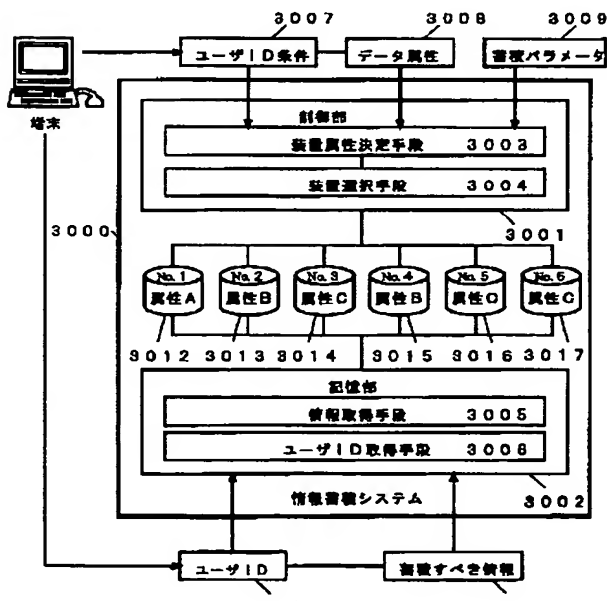 3007 3008 3009
ユーザID条件 データ属性 蓄積パラメータ
端末
制御部
装置属性決定手段 3003
装置選択手段 3004
3000
3001
No.1 No.2 No.3 No.4 No.5 No.6
属性A 属性B 属性C 属性B 属性C 属性C
3012 3013 3014 3015 3016 3017
記憶部
情報取得手段 3005
ユーザID取得手段 3006
3002
情報蓄積システム
ユーザID 蓄積すべき情報